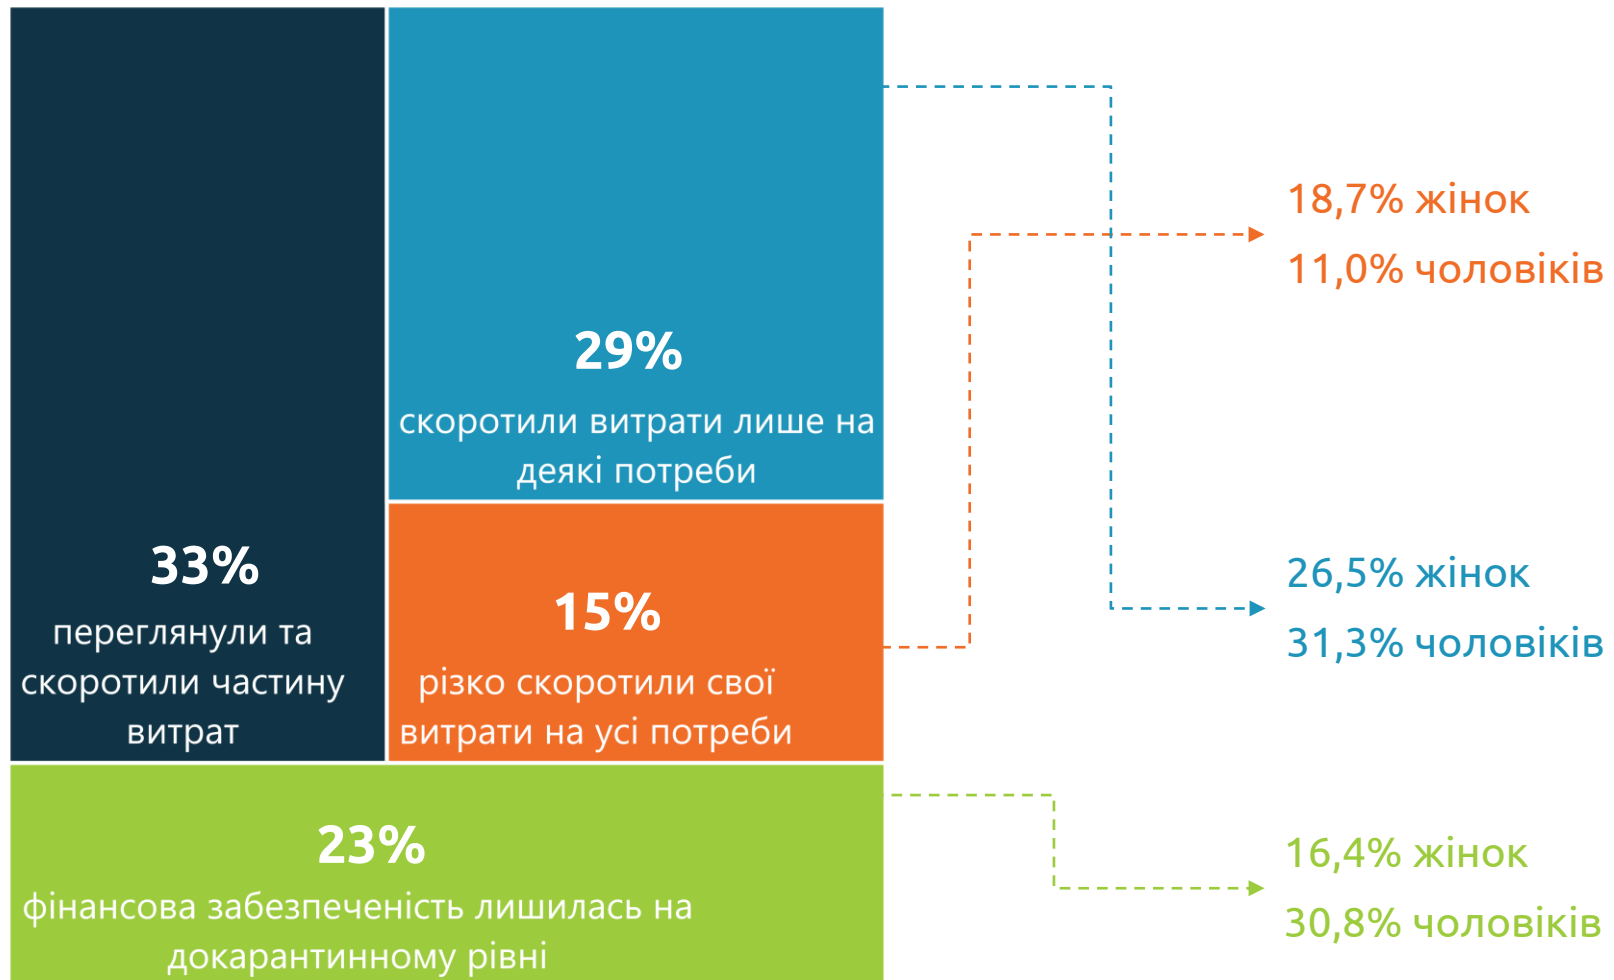 33%
переглянули та
скоротили частину
витрат
29%
скоротили витрати лише на
деякі потреби
15%
різко скоротили свої
витрати на усі потреби
23%
фінансова забезпеченість лишилась на
докарантинному рівні
18,7% жінок
11,0% чоловіків
26,5% жінок
31,3% чоловіків
16,4% жінок
30,8% чоловіків